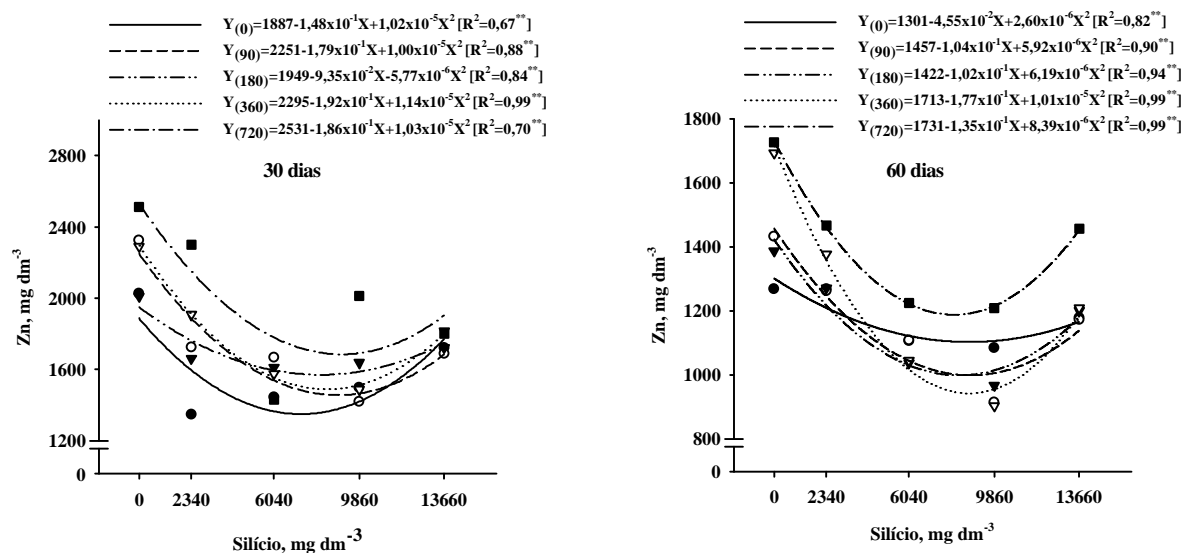 Y(0)=1887-1,48x10-1X+1,02x10-5X2 [R2=0,67**]
Y(90)=2251-1,79x10-1X+1,00x10-5X2 [R2=0,88**]
Y(180)=1949-9,35x10-2X-5,77x10-6X2 [R2=0,84**]
Y(360)=2295-1,92x10-1X+1,14x10-5X2 [R2=0,99**]
Y(720)=2531-1,86x10-1X+1,03x10-5X2 [R2=0,70**]
30 dias
Zn, mg dm-3
2800
2400
2000
1600
1200
0
0 2340 6040 9860 13660
Silício, mg dm-3
Y(0)=1301-4,55x10-2X+2,60x10-6X2 [R2=0,82**]
Y(90)=1457-1,04x10-1X+5,92x10-6X2 [R2=0,90**]
Y(180)=1422-1,02x10-1X+6,19x10-6X2 [R2=0,94**]
Y(360)=1713-1,77x10-1X+1,01x10-5X2 [R2=0,99**]
Y(720)=1731-1,35x10-1X+8,39x10-6X2 [R2=0,99**]
60 dias
Zn, mg dm-3
1800
1600
1400
1200
1000
800
0
0 2340 6040 9860 13660
Silício, mg dm-3